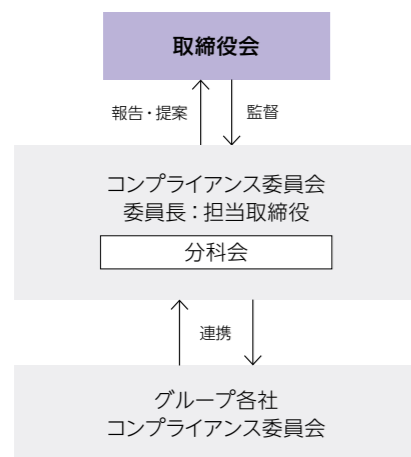 取締役会
報告・提案
監督
コンプライアンス委員会
委員長：担当取締役
分科会
連携
グループ各社
コンプライアンス委員会